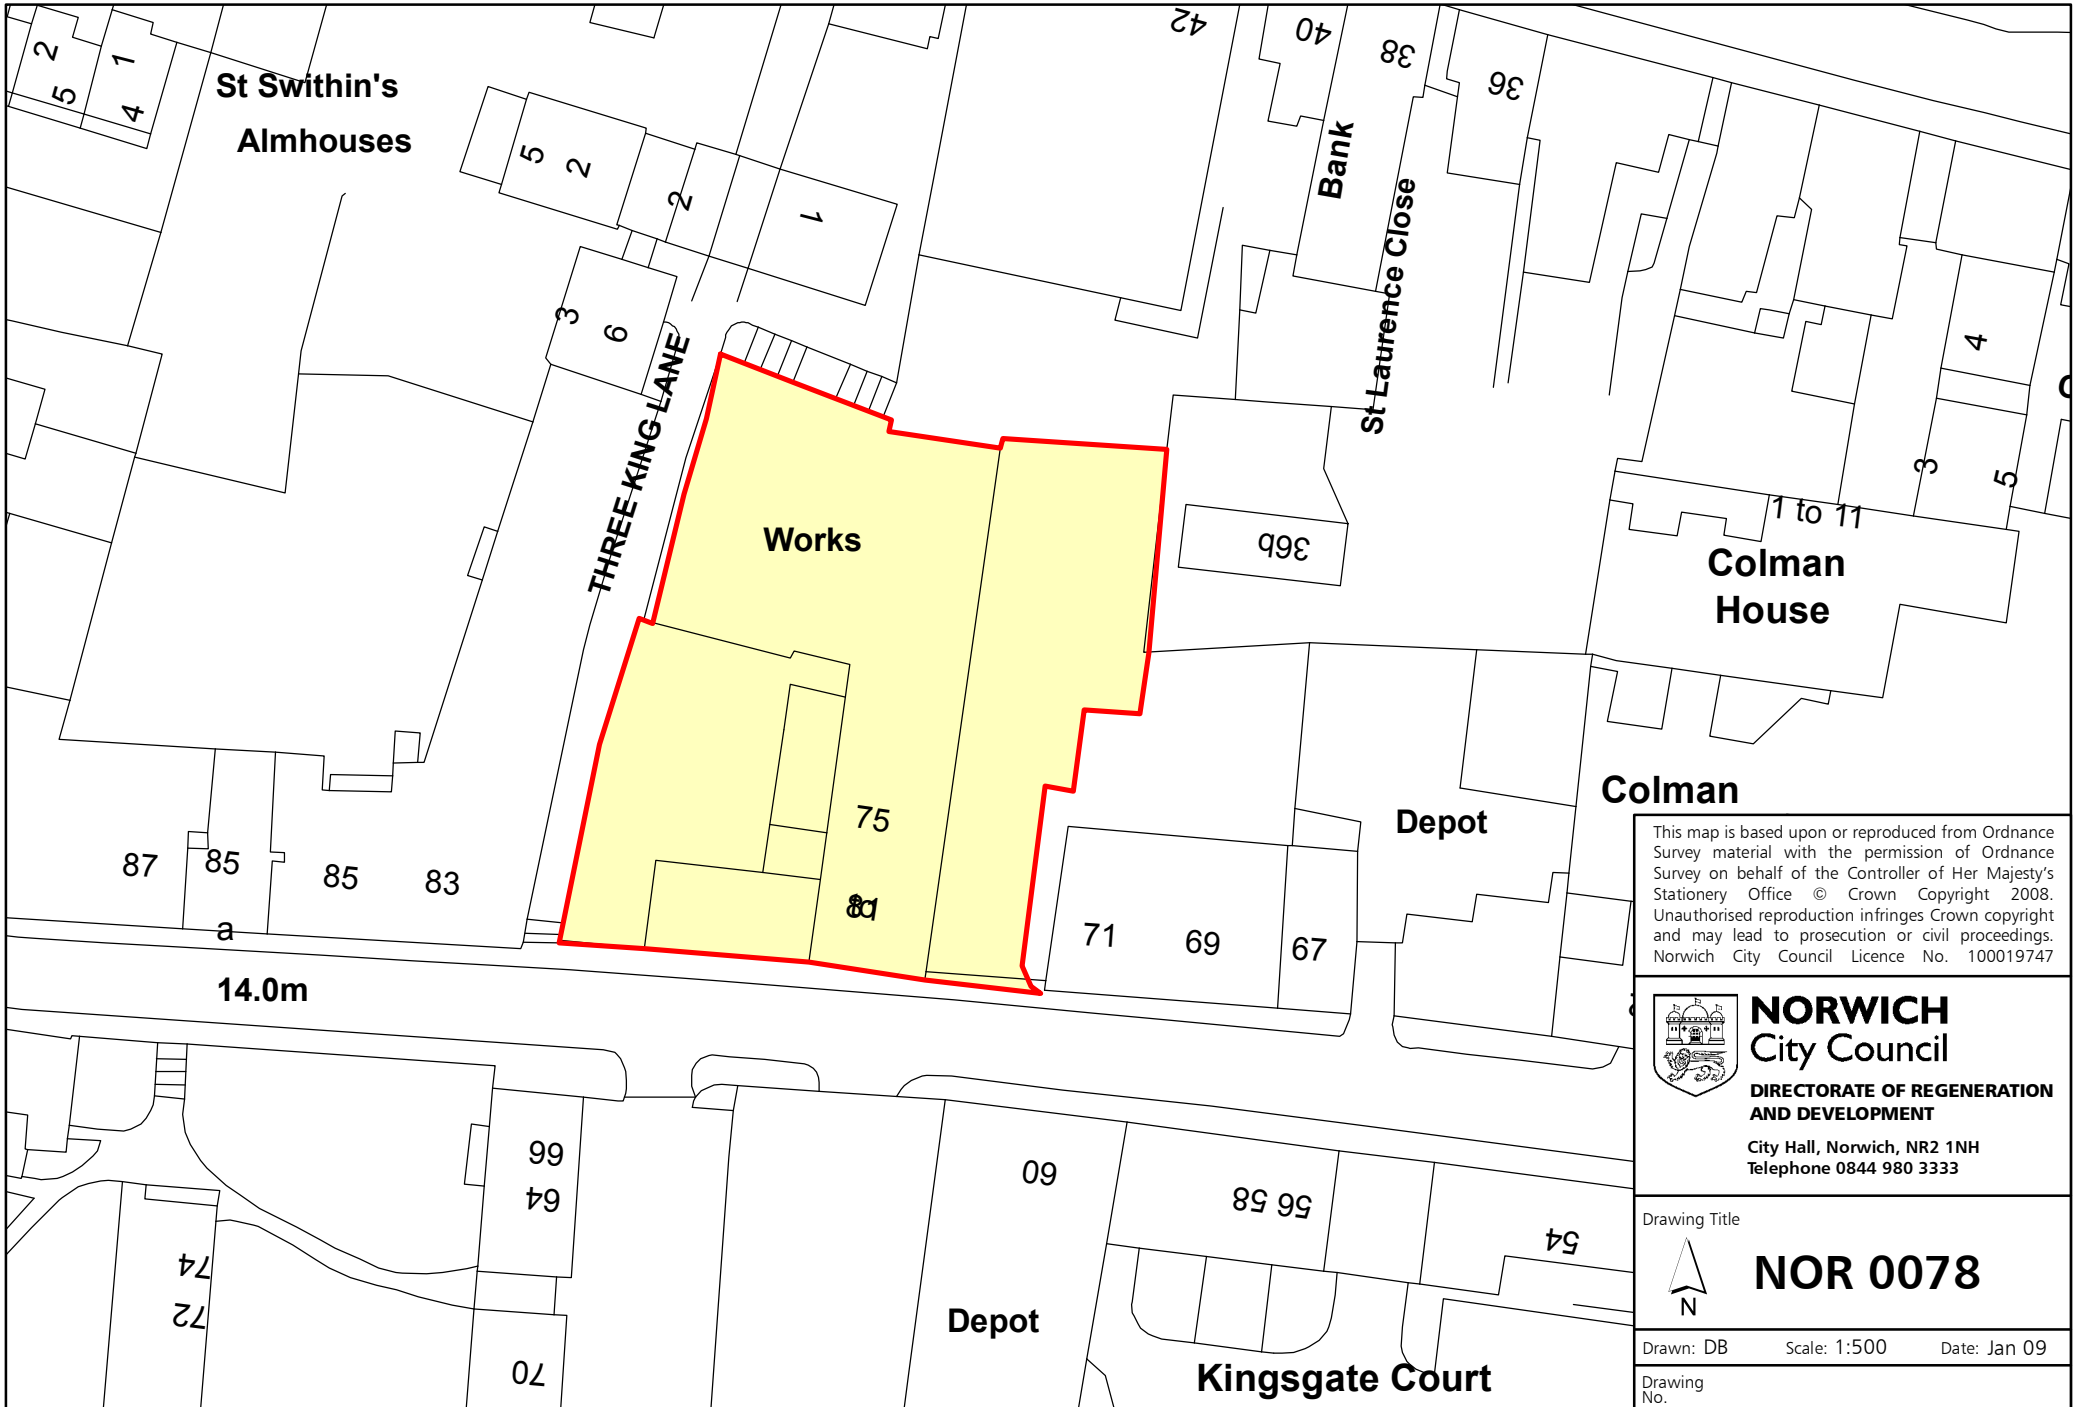 42
40
38
36
2
1
5
4
St Swithin's
Almhouses
5
2
2
1
Bank
St Laurence Close
3
6
THREE KING LANE
4
3
5
1 to 11
Works
36b
Colman
House
Colman
75
Depot
87
85
85
83
a
81
71
69
67
14.0m
66
64
60
56 58
54
74
72
70
Depot
Kingsgate Court
This map is based upon or reproduced from Ordnance
Survey material with the permission of Ordnance
Survey on behalf of the Controller of Her Majesty's
Stationery Office © Crown Copyright 2008.
Unauthorised reproduction infringes Crown copyright
and may lead to prosecution or civil proceedings.
Norwich City Council Licence No. 100019747
NORWICH
City Council
DIRECTORATE OF REGENERATION
AND DEVELOPMENT
City Hall, Norwich, NR2 1NH
Telephone 0844 980 3333
Drawing Title
NOR 0078
N
Drawn: DB Scale: 1:500 Date: Jan 09
Drawing
No.